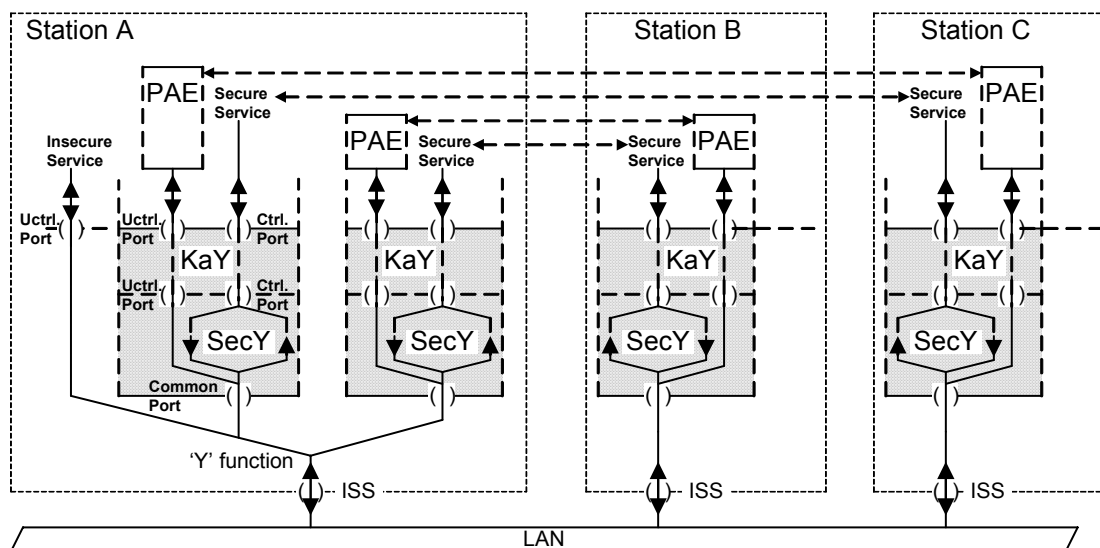 Station A
Station B
Station C
PAE
Secure
Service
Secure
Service
PAE
Insecure
Service
PAE
Secure
Service
Secure
Service
PAE
Uctrl.
Port
( )
Uctrl.
Port
( )
( )
Ctrl.
Port
( )
( )
( )
( )
( )
( )
KaY
KaY
KaY
KaY
Uctrl.
Port
( )
( )
Ctrl.
Port
( )
( )
( )
( )
( )
( )
SecY
SecY
SecY
SecY
Common
Port
( )
( )
( )
( )
'Y' function
( ) ISS
( ) ISS
( ) ISS
LAN